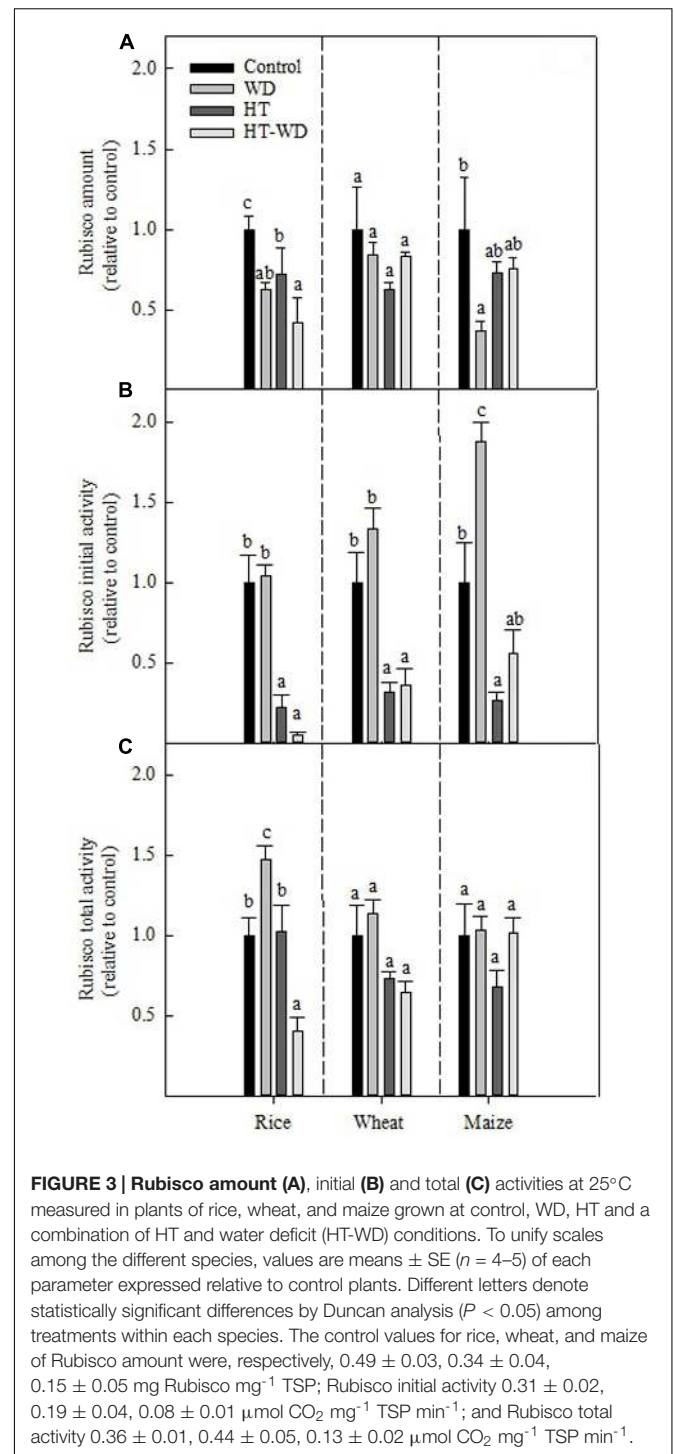 A
2.0
1.5
1.0
0.5
Rubisco amount
(relative to control)
Control
WD
HT
HT-WD
c
ab
b
a
a
a
a
a
b
a
ab
ab
B
2.0
1.5
1.0
0.5
Rubisco initial activity
(relative to control)
b
b
a
a
b
b
a
a
b
c
a
ab
C
2.0
1.5
1.0
0.5
Rubisco total activity
(relative to control)
b
c
b
a
a
a
a
a
a
a
a
a
Rice Wheat Maize
FIGURE 3 | Rubisco amount (A), initial (B) and total (C) activities at 25°C
measured in plants of rice, wheat, and maize grown at control, WD, HT and a
combination of HT and water deficit (HT-WD) conditions. To unify scales
among the different species, values are means ± SE (n = 4–5) of each
parameter expressed relative to control plants. Different letters denote
statistically significant differences by Duncan analysis (P < 0.05) among
treatments within each species. The control values for rice, wheat, and maize
of Rubisco amount were, respectively, 0.49 ± 0.03, 0.34 ± 0.04,
0.15 ± 0.05 mg Rubisco mg-1 TSP; Rubisco initial activity 0.31 ± 0.02,
0.19 ± 0.04, 0.08 ± 0.01 μmol CO2 mg-1 TSP min-1; and Rubisco total
activity 0.36 ± 0.01, 0.44 ± 0.05, 0.13 ± 0.02 μmol CO2 mg-1 TSP min-1.